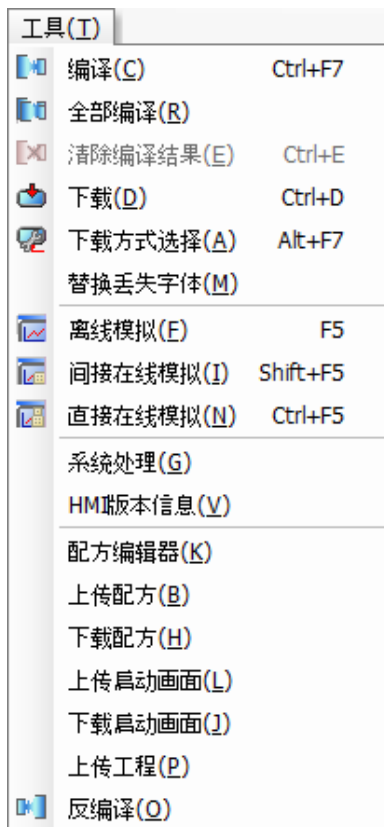 工具(T)
编译(C) Ctrl+F7
全部编译(R)
清除编译结果(E) Ctrl+E
下载(D) Ctrl+D
下载方式选择(A) Alt+F7
替换丢失字体(M)
离线模拟(F) F5
间接在线模拟(I) Shift+F5
直接在线模拟(N) Ctrl+F5
系统处理(G)
HMI版本信息(V)
配方编辑器(K)
上传配方(B)
下载配方(H)
上传启动画面(L)
下载启动画面(J)
上传工程(P)
反编译(O)